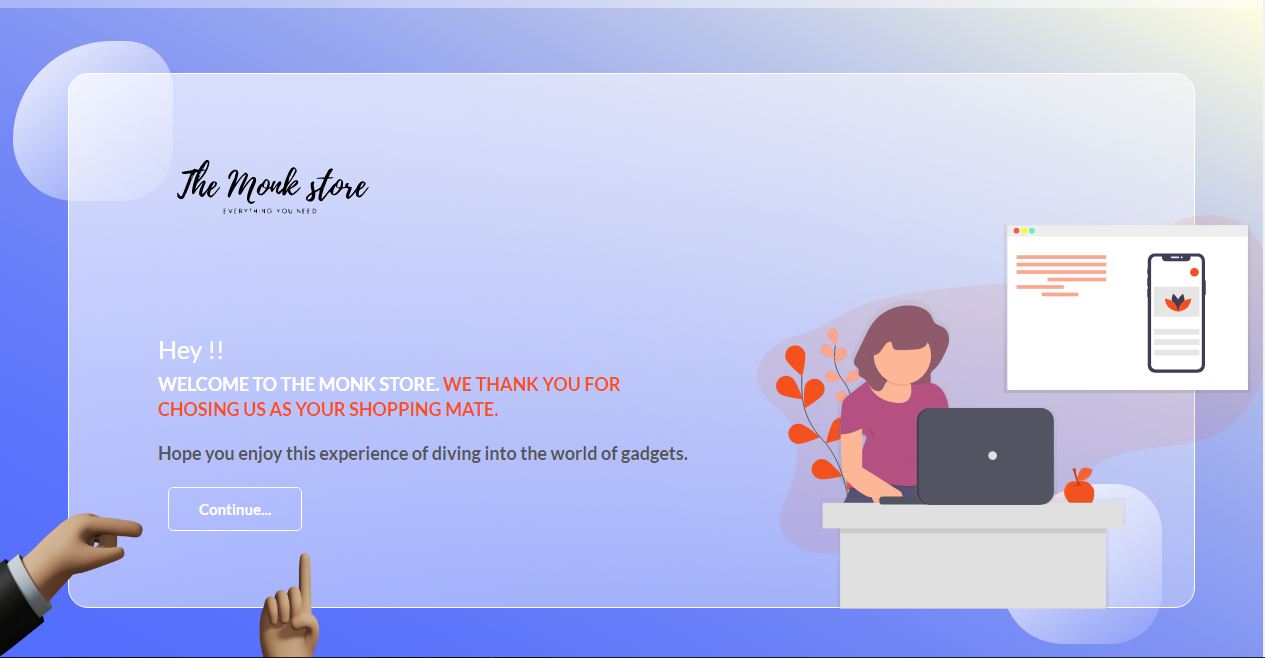 The Monk store
EVERYTHING YOU NEED
Hey !!
WELCOME TO THE MONK STORE. WE THANK YOU FOR
CHOSING US AS YOUR SHOPPING MATE.
Hope you enjoy this experience of diving into the world of gadgets.
Continue...